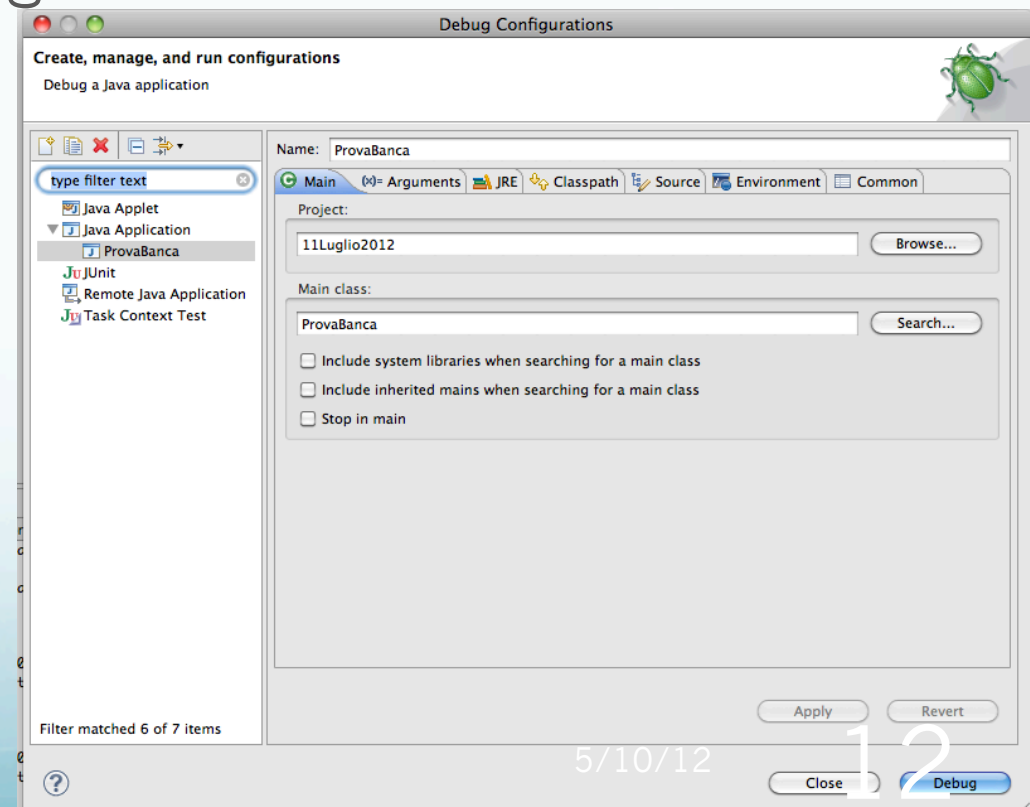 g
Debug Configurations
Create, manage, and run configurations
Debug a Java application
type filter text
Java Applet
Java Application
ProvaBanca
JUnit
Remote Java Application
Task Context Test
Filter matched 6 of 7 items
Name: ProvaBanca
Main (x)= Arguments JRE Classpath Source Environment Common
Project:
11Luglio2012 Browse...
Main class:
ProvaBanca Search...
Include system libraries when searching for a main class
Include inherited mains when searching for a main class
Stop in main
Apply Revert
5/10/12 12
? Close Debug